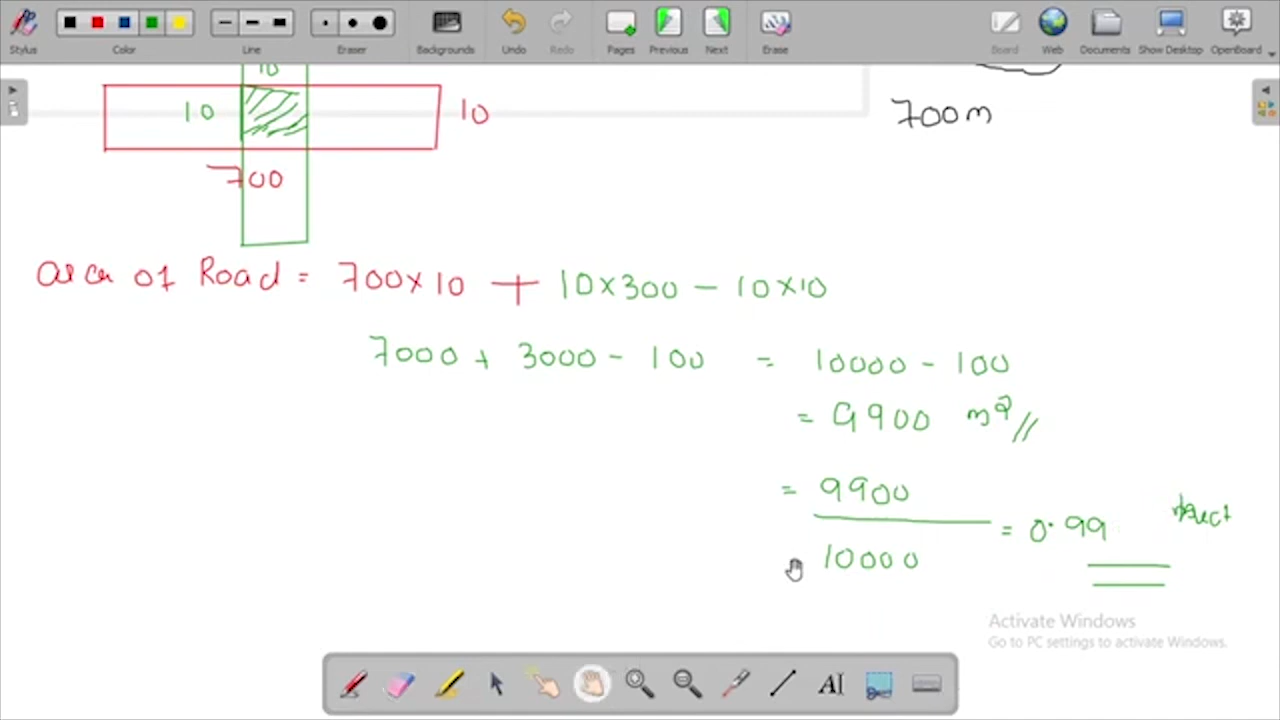 Stylus Color Line Eraser Backgrounds Undo Redo Pages Previous Next Erase Board Web Documents Show Desktop OpenBoard
10
10 10 700m
700
Area of Road = 700×10 + 10×300 - 10×10
7000 + 3000 - 100 = 10000 - 100
= 9900 m² //
= 9900
10000
= 0.99
Activate Windows
Go to PC settings to activate Windows.
AI